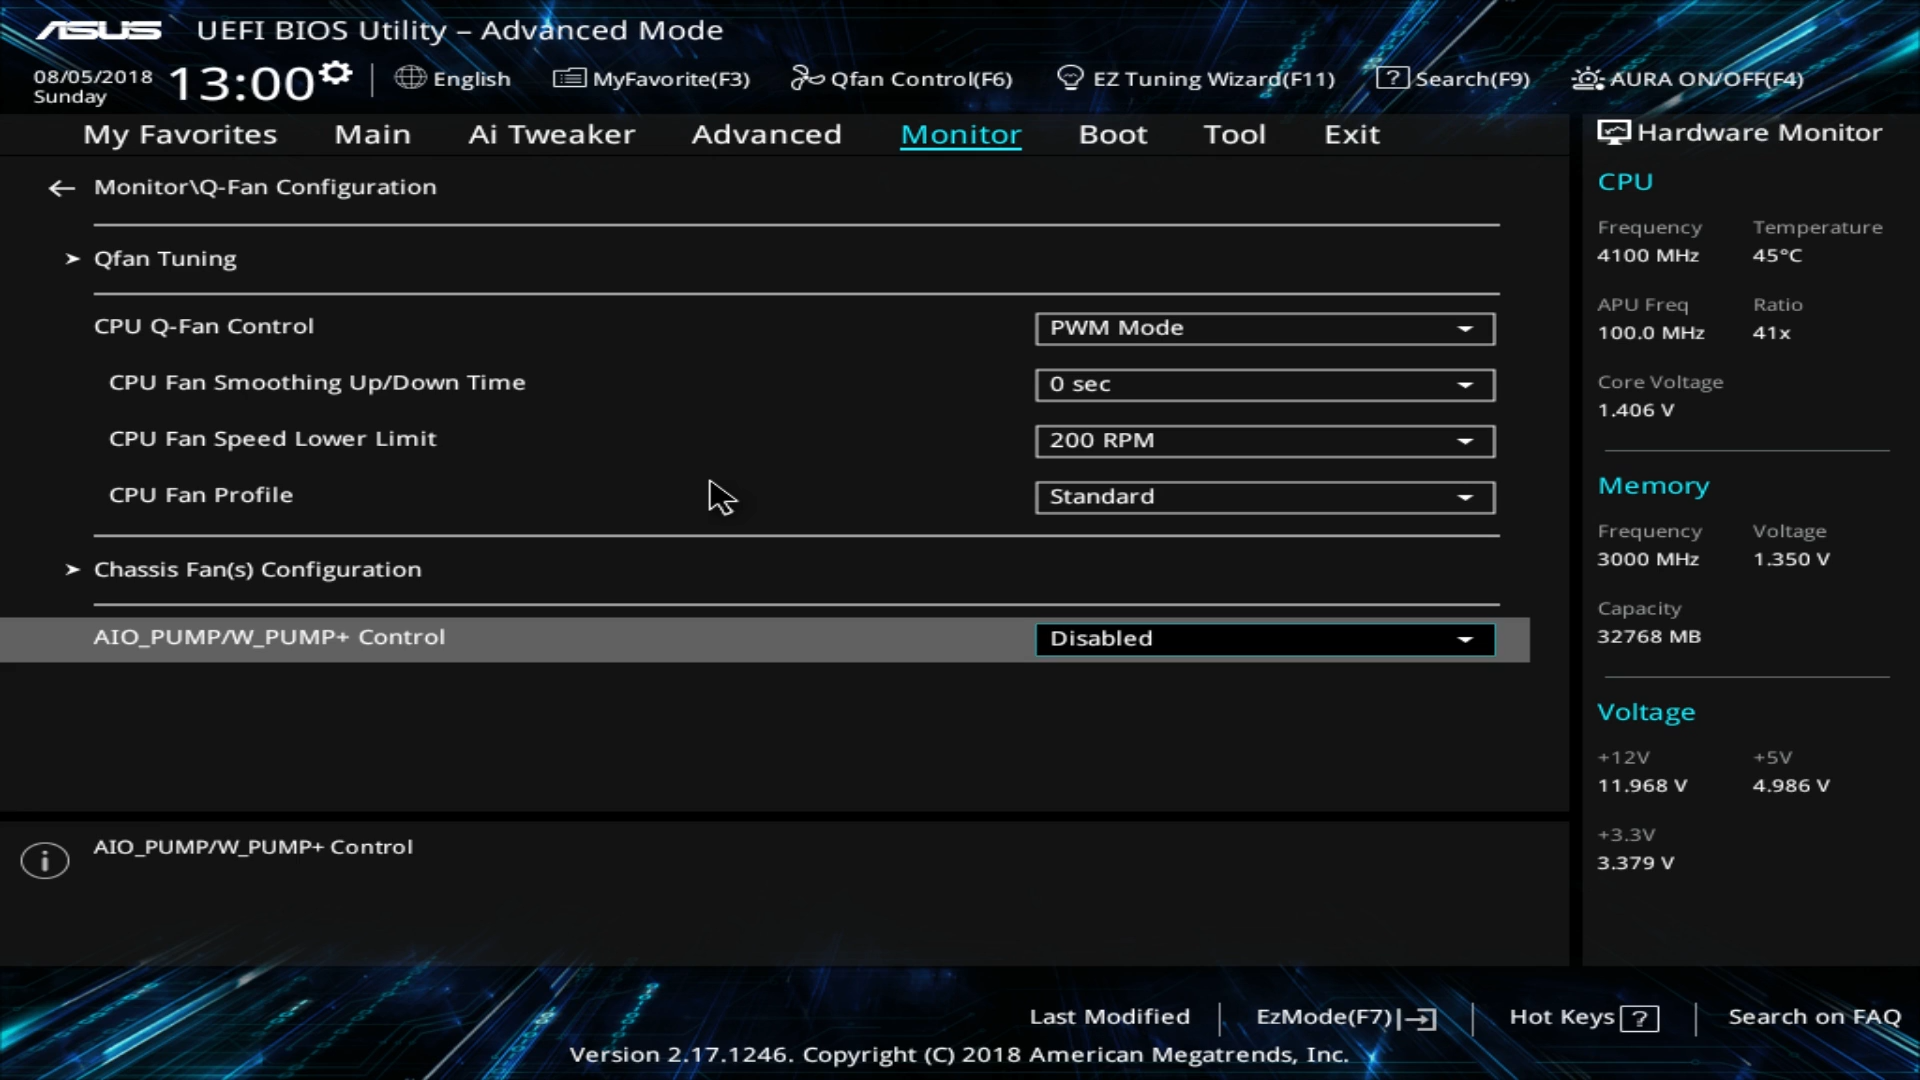 ASUS UEFI BIOS Utility – Advanced Mode
08/05/2018 Sunday 13:00 English MyFavorite(F3) Qfan Control(F6) EZ Tuning Wizard(F11) ? Search(F9) AURA ON/OFF(F4)
My Favorites Main Ai Tweaker Advanced Monitor Boot Tool Exit
Monitor\Q-Fan Configuration
Qfan Tuning
CPU Q-Fan Control PWM Mode
CPU Fan Smoothing Up/Down Time 0 sec
CPU Fan Speed Lower Limit 200 RPM
CPU Fan Profile Standard
Chassis Fan(s) Configuration
AIO_PUMP/W_PUMP+ Control Disabled
i AIO_PUMP/W_PUMP+ Control
Hardware Monitor
CPU
Frequency Temperature
4100 MHz 45°C
APU Freq Ratio
100.0 MHz 41x
Core Voltage
1.406 V
Memory
Frequency Voltage
3000 MHz 1.350 V
Capacity
32768 MB
Voltage
+12V +5V
11.968 V 4.986 V
+3.3V
3.379 V
Last Modified EzMode(F7) Hot Keys ? Search on FAQ
Version 2.17.1246. Copyright (C) 2018 American Megatrends, Inc.